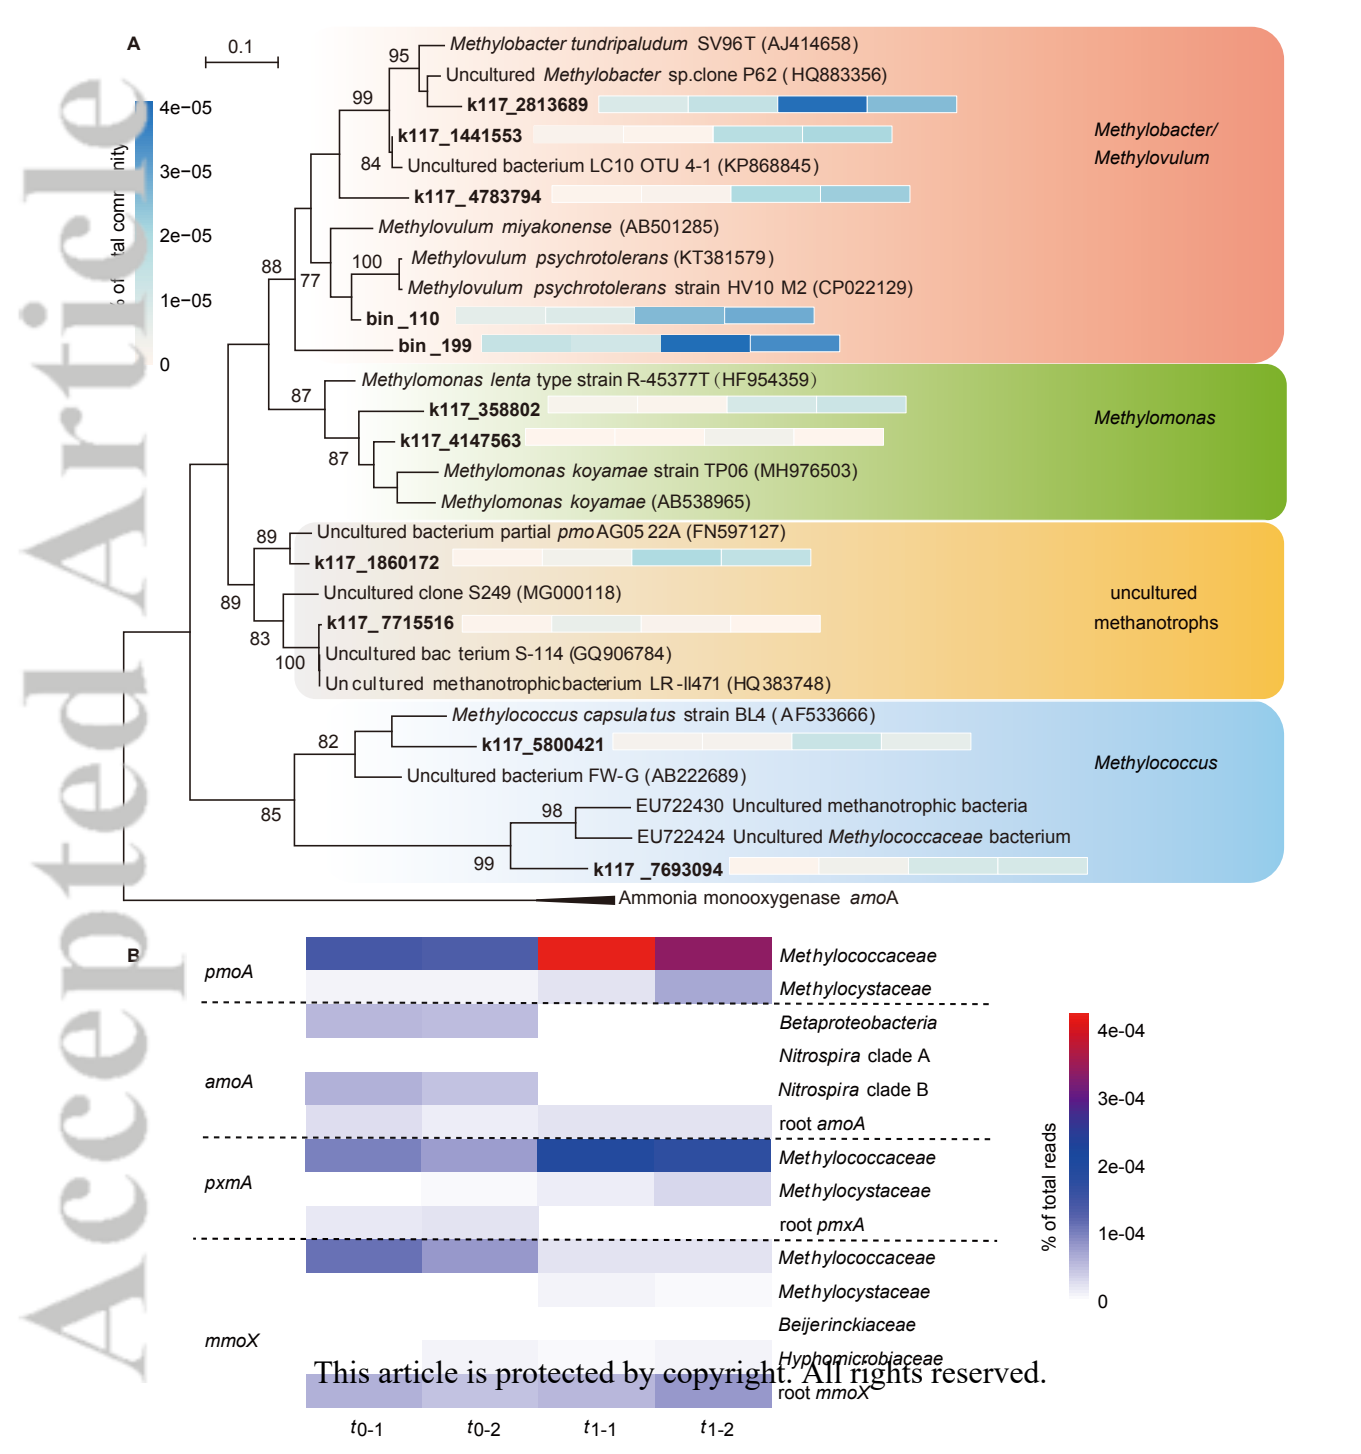 A
0.1
4e−05
3e−05
2e−05
1e−05
0
% of total community
95
99
84
88
77
100
87
87
89
89
83
100
82
85
98
99
Methylobacter tundripaludum SV96T (AJ414658)
Uncultured Methylobacter sp.clone P62 (HQ883356)
k117_2813689
k117_1441553
Uncultured bacterium LC10 OTU 4-1 (KP868845)
k117_4783794
Methylovulum miyakonense (AB501285)
Methylovulum psychrotolerans (KT381579)
Methylovulum psychrotolerans strain HV10 M2 (CP022129)
bin_110
bin_199
Methylobacter/
Methylovulum
Methylomonas lenta type strain R-45377T (HF954359)
k117_358802
k117_4147563
Methylomonas koyamae strain TP06 (MH976503)
Methylomonas koyamae (AB538965)
Methylomonas
Uncultured bacterium partial pmoAG05 22A (FN597127)
k117_1860172
Uncultured clone S249 (MG000118)
k117_7715516
Uncultured bac terium S-114 (GQ906784)
Uncultured methanotrophicbacterium LR-II471 (HQ383748)
uncultured
methanotrophs
Methylococcus capsulatus strain BL4 (AF533666)
k117_5800421
Uncultured bacterium FW-G (AB222689)
EU722430 Uncultured methanotrophic bacteria
EU722424 Uncultured Methylococcaceae bacterium
k117_7693094
Methylococcus
Ammonia monooxygenase amoA
B
pmoA
Methylococcaceae
Methylocystaceae
amoA
Betaproteobacteria
Nitrospira clade A
Nitrospira clade B
root amoA
pxmA
Methylococcaceae
Methylocystaceae
root pmxA
mmoX
Methylococcaceae
Methylocystaceae
Beijerinckiaceae
Hyphomicrobiaceae
root mmoX
t0-1 t0-2 t1-1 t1-2
% of total reads
4e-04
3e-04
2e-04
1e-04
0
Accepted Article
This article is protected by copyright. All rights reserved.